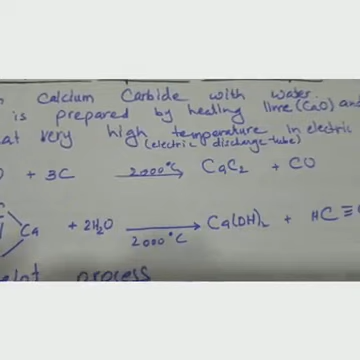 Calcium Carbide with water.
is prepared by heating lime (CaO) and
at very high temperature in electric
(electric discharge-tube)
+ 3C 2000°C CaC2 + CO
Ca + 2H2O 2000°C Ca(OH)2 + HC≡
process